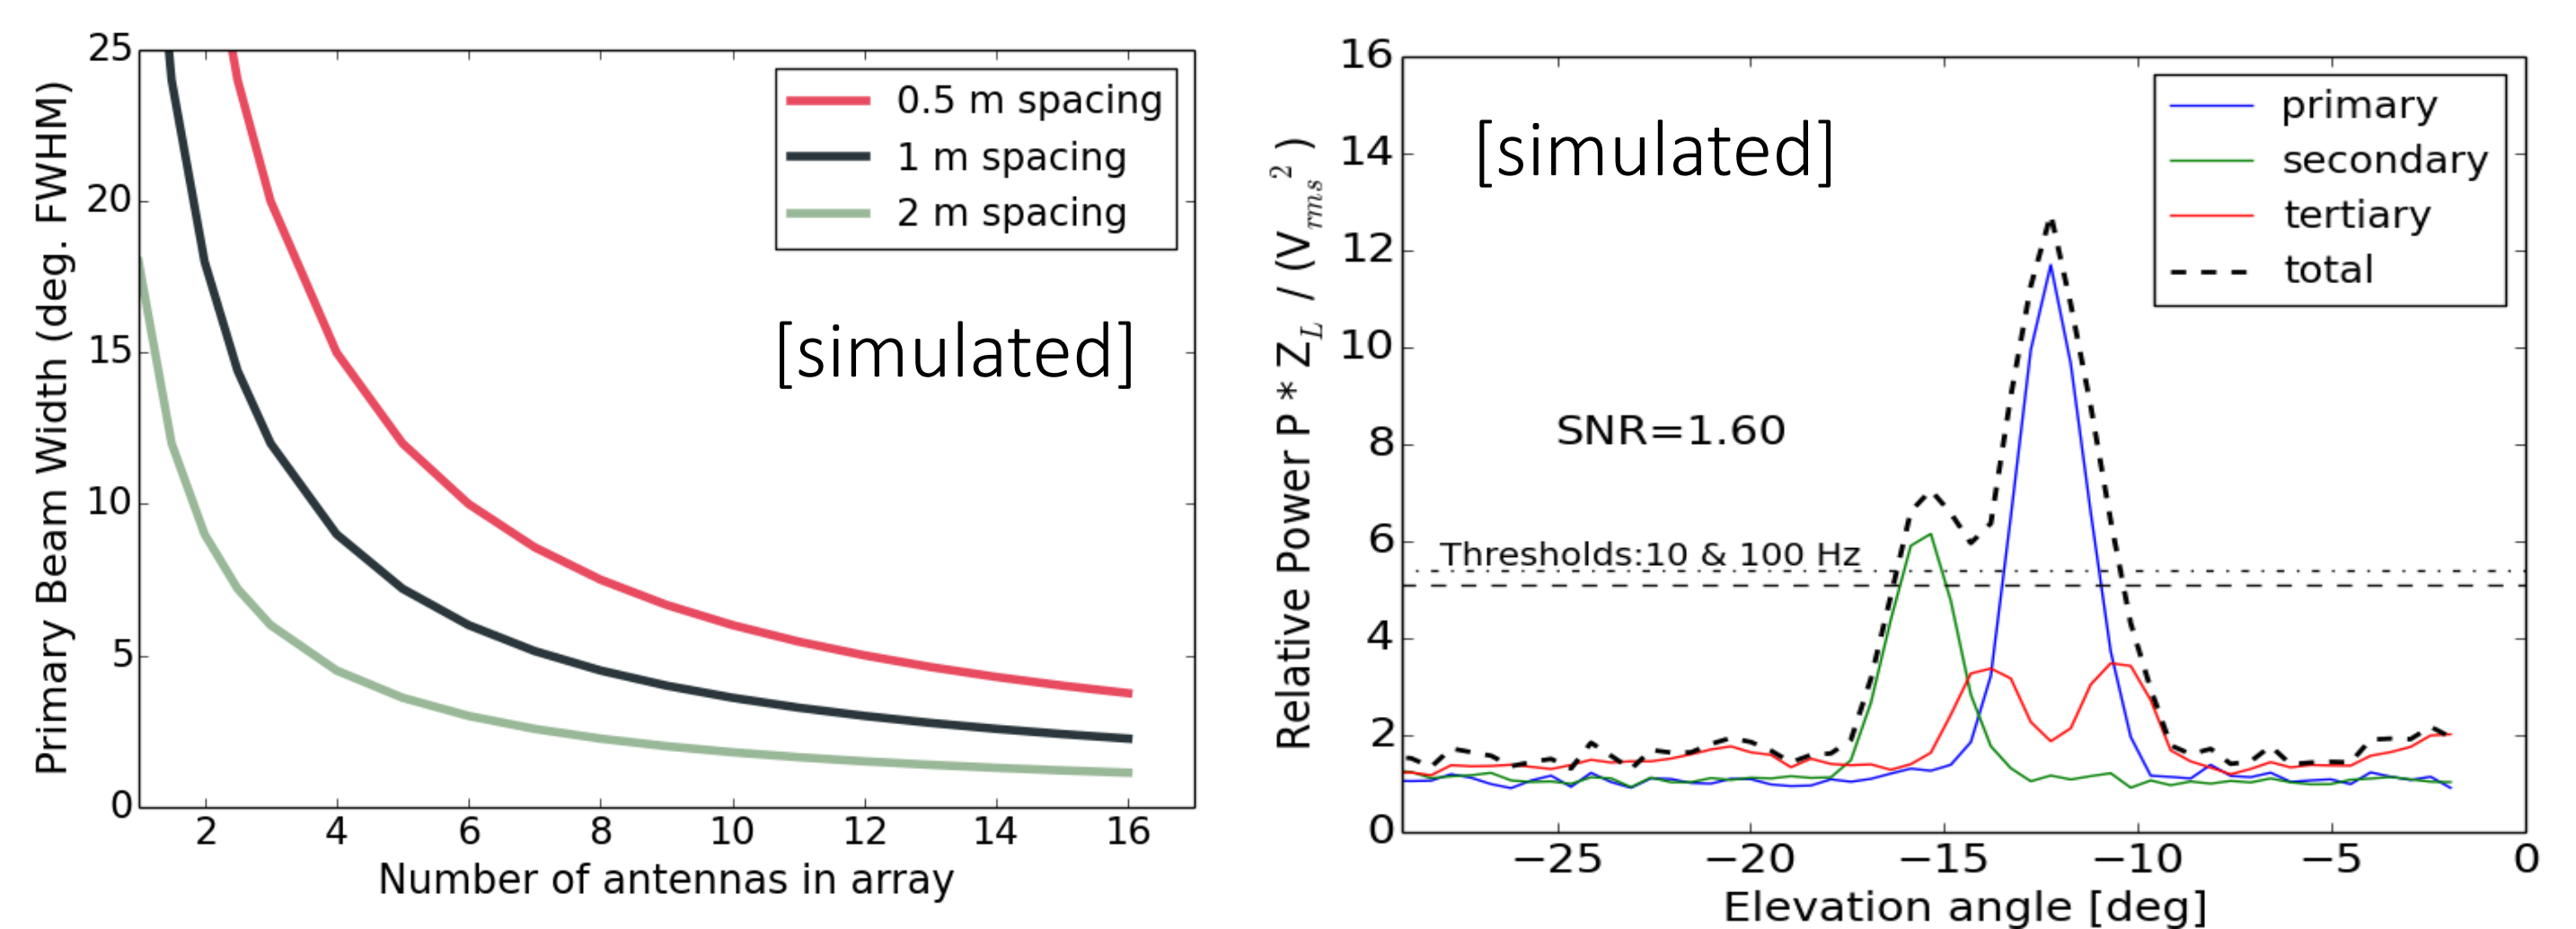 Primary Beam Width (deg. FWHM)
25
20
15
10
5
0
0.5 m spacing
1 m spacing
2 m spacing
[simulated]
2 4 6 8 10 12 14 16
Number of antennas in array
Relative Power P * Z_L / (V_rms^2)
16
14
12
10
8
6
4
2
0
[simulated]
primary
secondary
tertiary
total
SNR=1.60
Thresholds:10 & 100 Hz
−25 −20 −15 −10 −5 0
Elevation angle [deg]